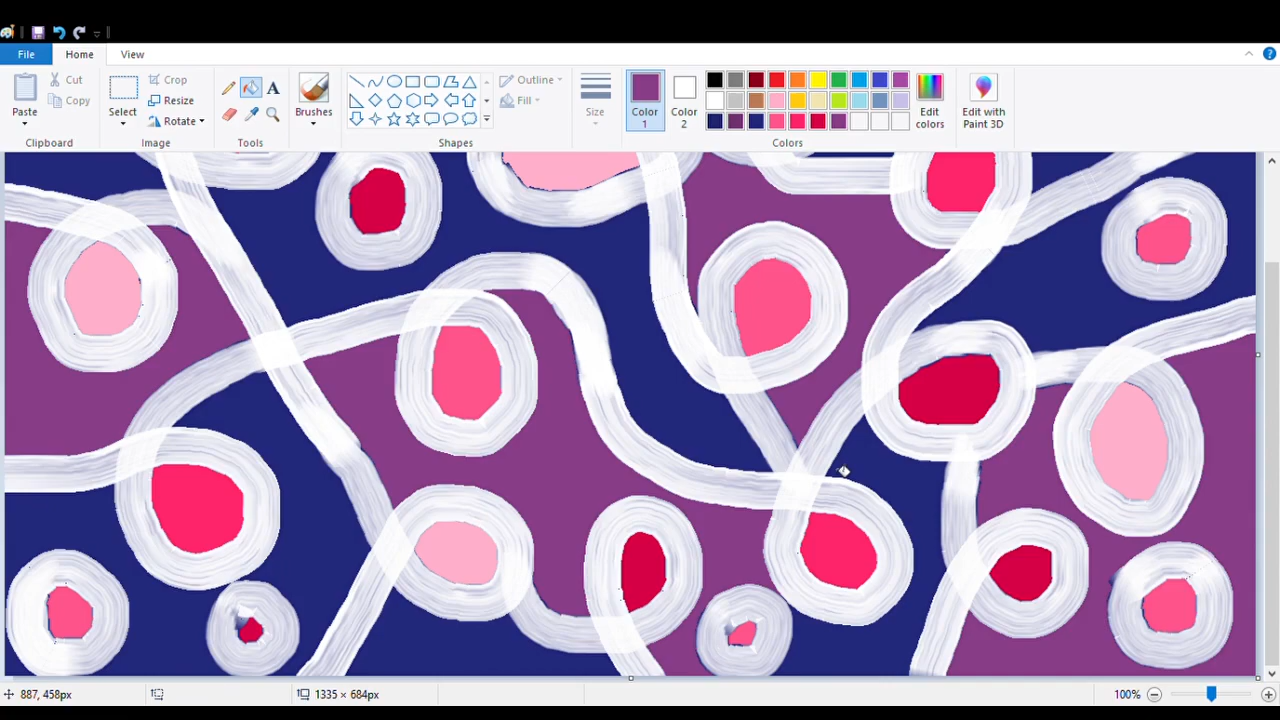 File Home View
Paste Cut Copy
Select Crop Resize Rotate
A
Brushes
Outline Fill
Size
Color 1 Color 2
Edit colors
Edit with Paint 3D
Clipboard Image Tools Shapes Colors
887, 458px 1335 × 684px 100%